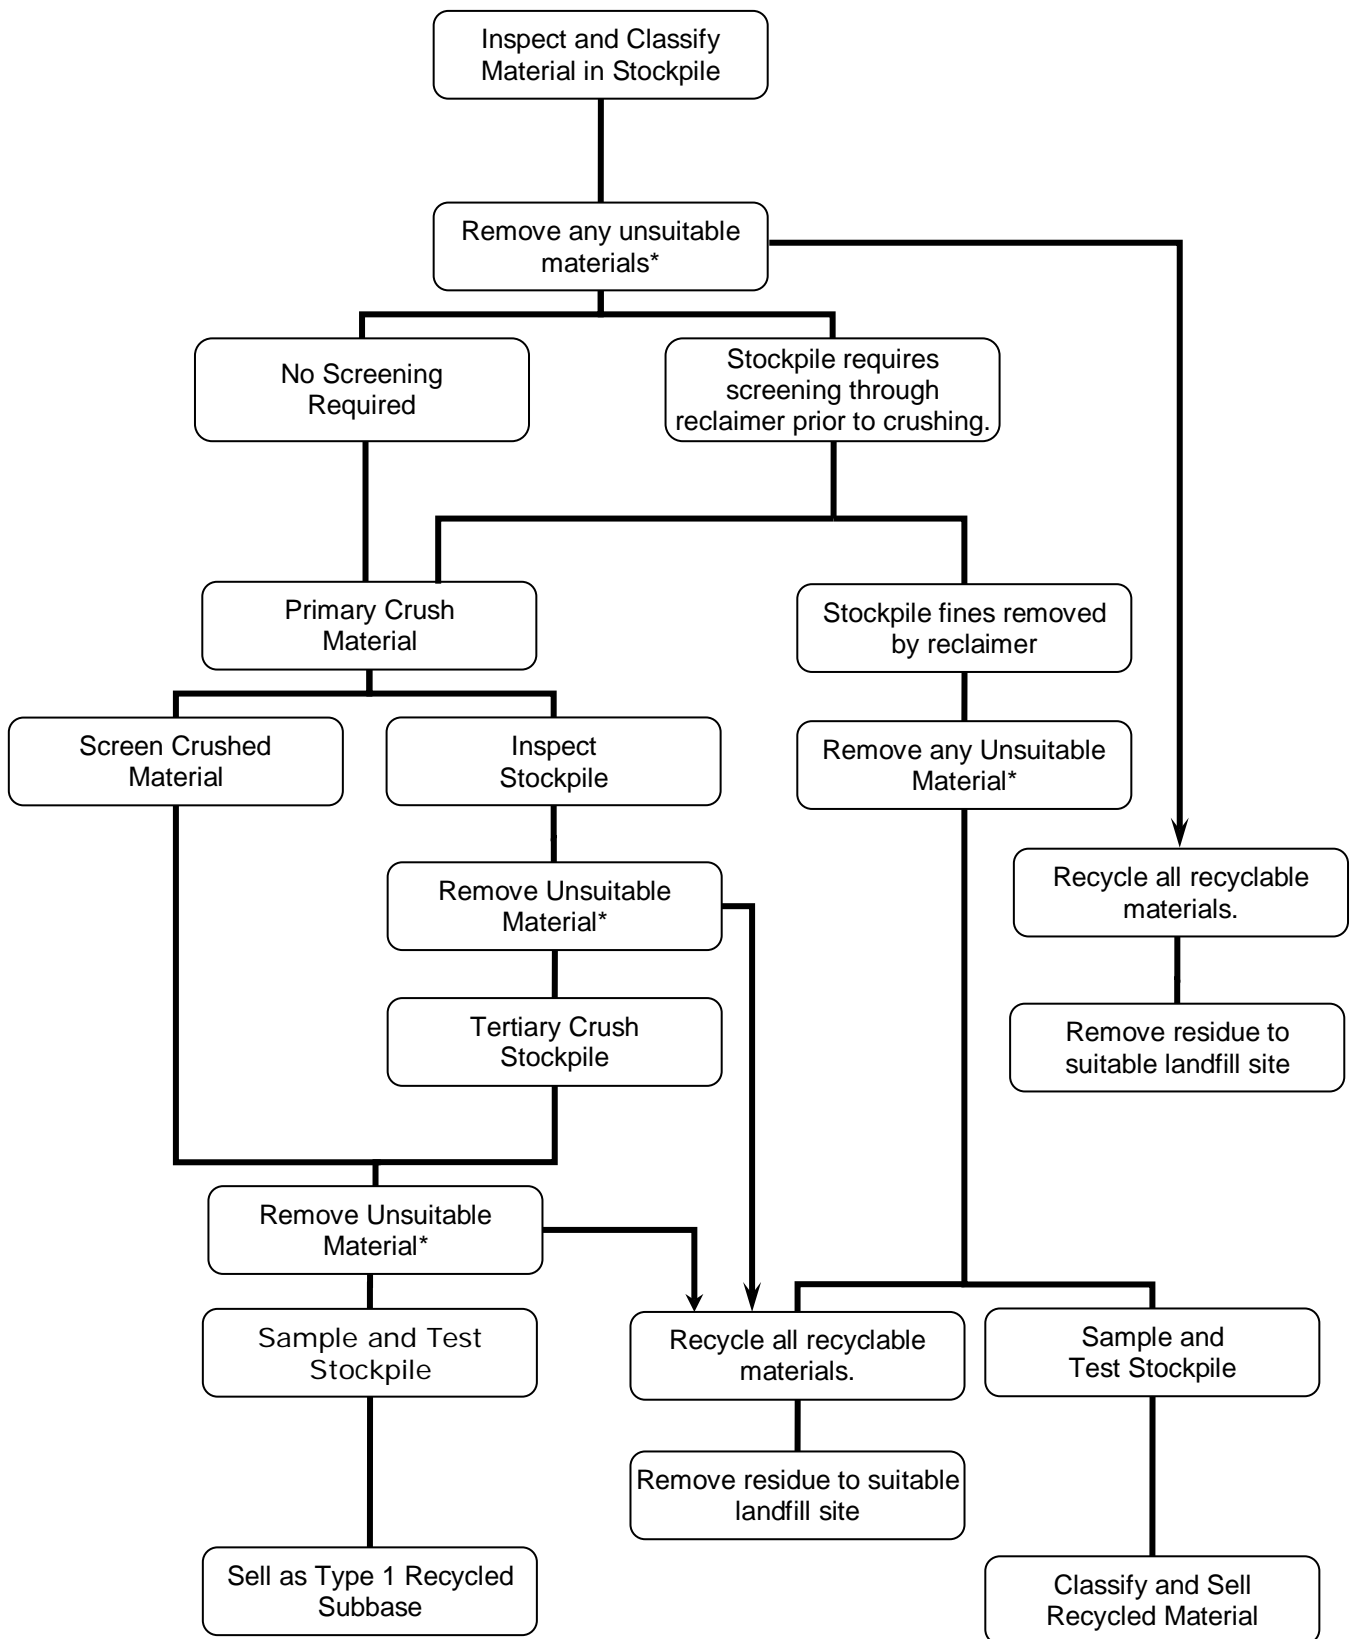 Inspect and Classify
Material in Stockpile
Remove any unsuitable
materials*
No Screening
Required
Stockpile requires
screening through
reclaimer prior to crushing.
Primary Crush
Material
Stockpile fines removed
by reclaimer
Screen Crushed
Material
Inspect
Stockpile
Remove any Unsuitable
Material*
Remove Unsuitable
Material*
Recycle all recyclable
materials.
Tertiary Crush
Stockpile
Remove residue to
suitable landfill site
Remove Unsuitable
Material*
Sample and Test
Stockpile
Recycle all recyclable
materials.
Sample and
Test Stockpile
Remove residue to suitable
landfill site
Sell as Type 1 Recycled
Subbase
Classify and Sell
Recycled Material